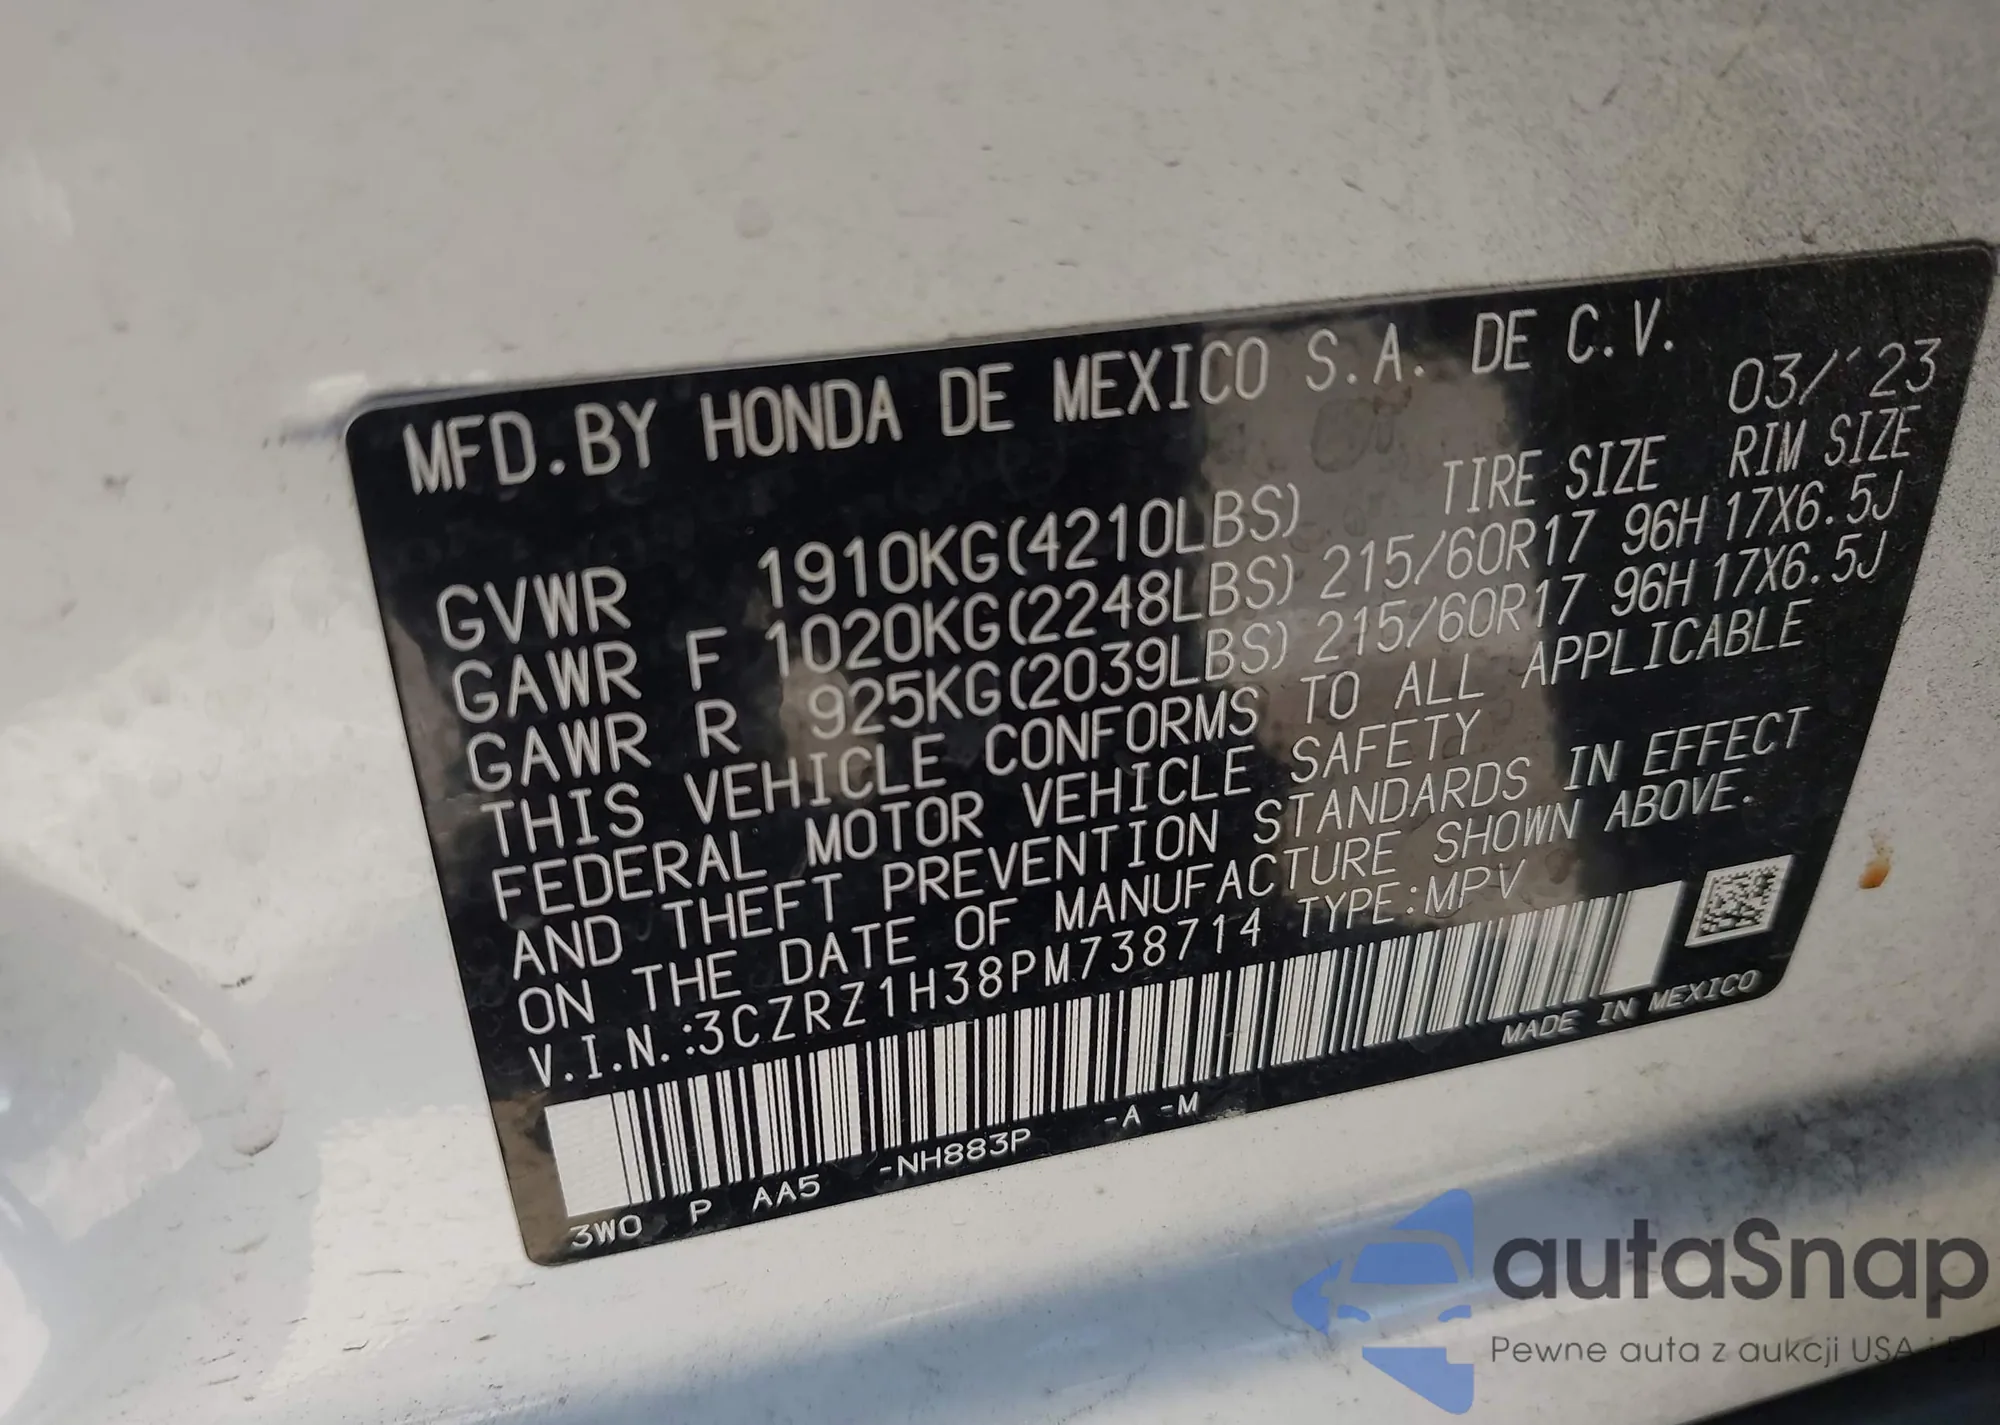 MFD.BY HONDA DE MEXICO S.A. DE C.V.
03/'23
TIRE SIZE RIM SIZE
GVWR 1910KG(4210LBS)
GAWR F 1020KG(2248LBS) 215/60R17 96H 17X6.5J
GAWR R 925KG(2039LBS) 215/60R17 96H 17X6.5J
THIS VEHICLE CONFORMS TO ALL APPLICABLE
FEDERAL MOTOR VEHICLE SAFETY
AND THEFT PREVENTION STANDARDS IN EFFECT
ON THE DATE OF MANUFACTURE SHOWN ABOVE.
V.I.N.:3CZRZ1H38PM738714 TYPE:MPV
MADE IN MEXICO
3W0 P AA5 -NH883P -A -M
autaSnap
Pewne auta z aukcji USA i EU